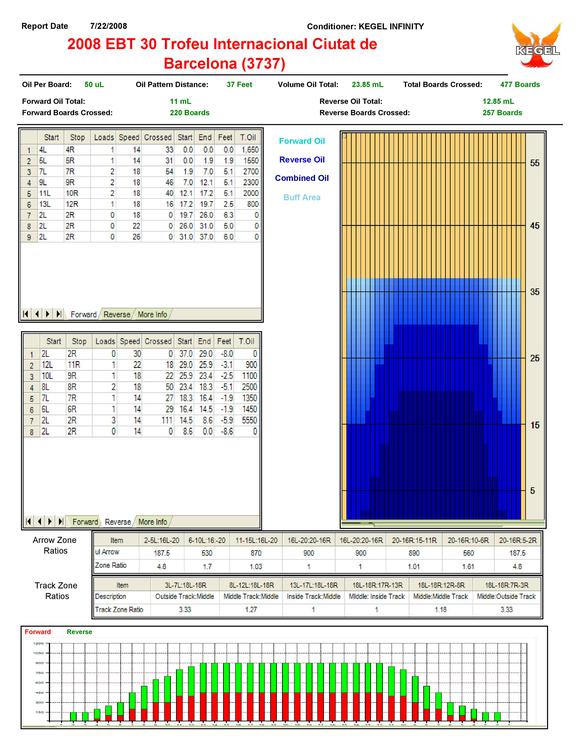 Report Date 7/22/2008 Conditioner: KEGEL INFINITY
2008 EBT 30 Trofeu Internacional Ciutat de
Barcelona (3737)
KEGEL
Oil Per Board: 50 uL Oil Pattern Distance: 37 Feet Volume Oil Total: 23.85 mL Total Boards Crossed: 477 Boards
Forward Oil Total: 11 mL Reverse Oil Total: 12.85 mL
Forward Boards Crossed: 220 Boards Reverse Boards Crossed: 257 Boards
Start Stop Loads Speed Crossed Start End Feet T.Oil
1 4L 4R 1 14 33 0.0 0.0 0.0 1,650
2 5L 5R 1 14 31 0.0 1.9 1.9 1550
3 7L 7R 2 18 54 1.9 7.0 5.1 2700
4 9L 9R 2 18 46 7.0 12.1 5.1 2300
5 11L 10R 2 18 40 12.1 17.2 5.1 2000
6 13L 12R 1 18 16 17.2 19.7 2.5 800
7 2L 2R 0 18 0 19.7 26.0 6.3 0
8 2L 2R 0 22 0 26.0 31.0 5.0 0
9 2L 2R 0 26 0 31.0 37.0 6.0 0
Forward Reverse More Info
Forward Oil
Reverse Oil
Combined Oil
Buff Area
55
45
35
25
15
5
Start Stop Loads Speed Crossed Start End Feet T.Oil
1 2L 2R 0 30 0 37.0 29.0 -8.0 0
2 12L 11R 1 22 18 29.0 25.9 -3.1 900
3 10L 9R 1 18 22 25.9 23.4 -2.5 1100
4 8L 8R 2 18 50 23.4 18.3 -5.1 2500
5 7L 7R 1 14 27 18.3 16.4 -1.9 1350
6 6L 6R 1 14 29 16.4 14.5 -1.9 1450
7 2L 2R 3 14 111 14.5 8.6 -5.9 5550
8 2L 2R 0 14 0 8.6 0.0 -8.6 0
Forward Reverse More Info
Arrow Zone
Ratios
Item 2-5L:16L-20 6-10L:16-20 11-15L:16L-20 16L-20:20-16R 16L-20:20-16R 20-16R:15-11R 20-16R:10-6R 20-16R:5-2R
ul Arrow 187.5 530 870 900 900 890 560 187.5
Zone Ratio 4.8 1.7 1.03 1 1 1.01 1.61 4.8
Track Zone
Ratios
Item 3L-7L:18L-18R 8L-12L:18L-18R 13L-17L:18L-18R 18L-18R:17R-13R 18L-18R:12R-8R 18L-18R:7R-3R
Description Outside Track:Middle Middle Track:Middle Inside Track:Middle Middle: Inside Track Middle:Middle Track Middle:Outside Track
Track Zone Ratio 3.33 1.27 1 1 1.18 3.33
Forward Reverse